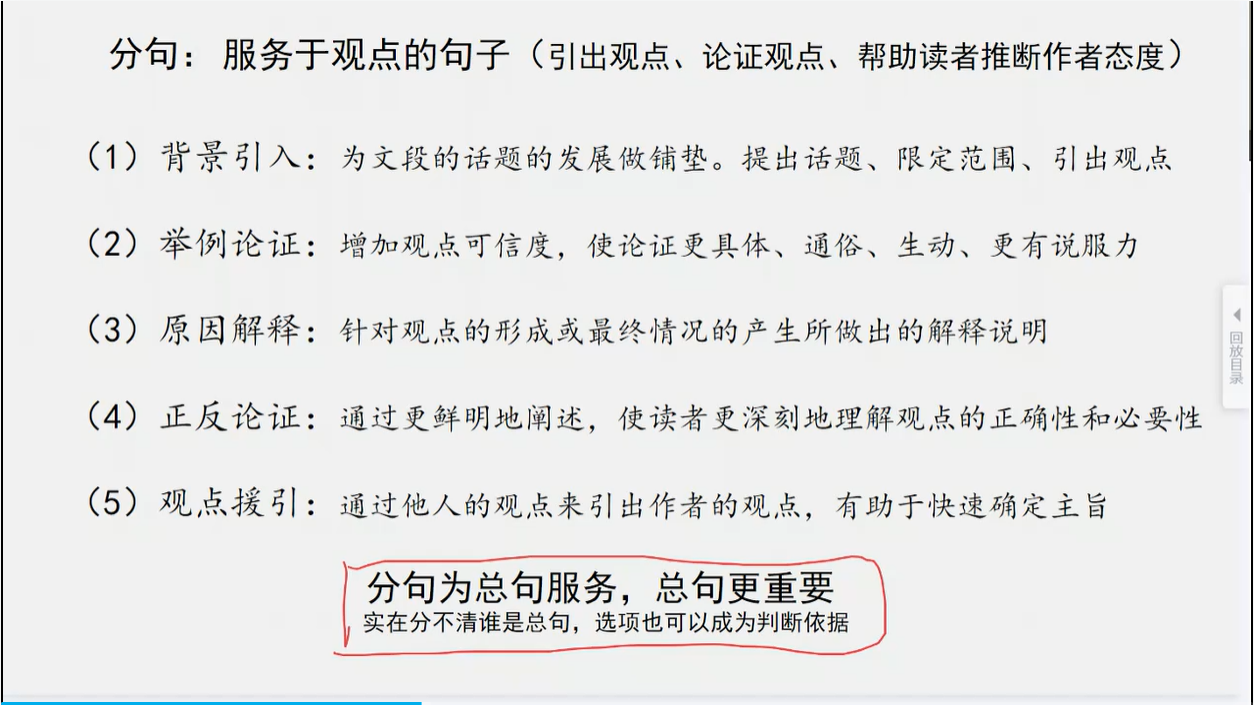 分句：服务于观点的句子（引出观点、论证观点、帮助读者推断作者态度）
（1）背景引入：为文段的话题的发展做铺垫。提出话题、限定范围、引出观点
（2）举例论证：增加观点可信度，使论证更具体、通俗、生动、更有说服力
（3）原因解释：针对观点的形成或最终情况的产生所做出的解释说明
（4）正反论证：通过更鲜明地阐述，使读者更深刻地理解观点的正确性和必要性
（5）观点援引：通过他人的观点来引出作者的观点，有助于快速确定主旨
分句为总句服务，总句更重要
实在分不清谁是总句，选项也可以成为判断依据
回放目录